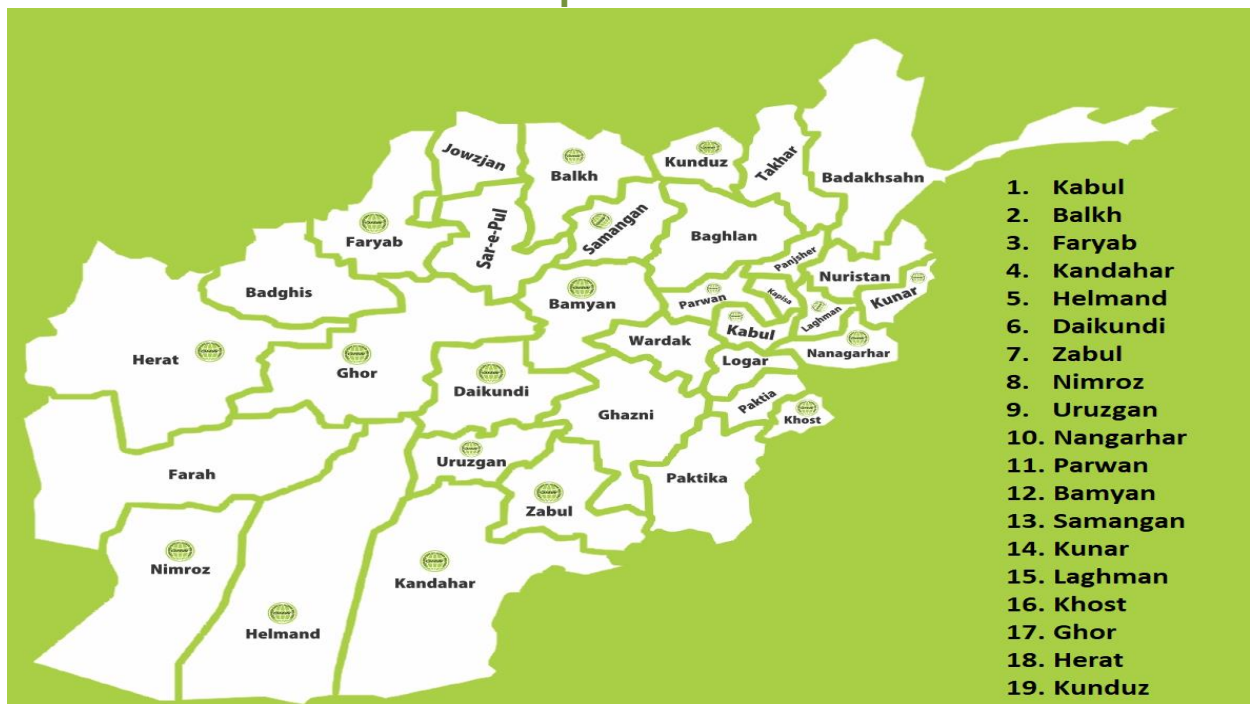 Jowzjan
Balkh
Kunduz
Takhar
Badakhsahn
Faryab
Sar-e-Pul
Samangan
Baghlan
Panjsher
Nuristan
Kunar
Badghis
Bamyan
Parwan
Kapisa
Laghman
Kabul
Nanagarhar
Herat
Ghor
Wardak
Logar
Daikundi
Ghazni
Paktia
Khost
Farah
Uruzgan
Zabul
Paktika
Nimroz
Kandahar
Helmand
1. Kabul
2. Balkh
3. Faryab
4. Kandahar
5. Helmand
6. Daikundi
7. Zabul
8. Nimroz
9. Uruzgan
10. Nangarhar
11. Parwan
12. Bamyan
13. Samangan
14. Kunar
15. Laghman
16. Khost
17. Ghor
18. Herat
19. Kunduz